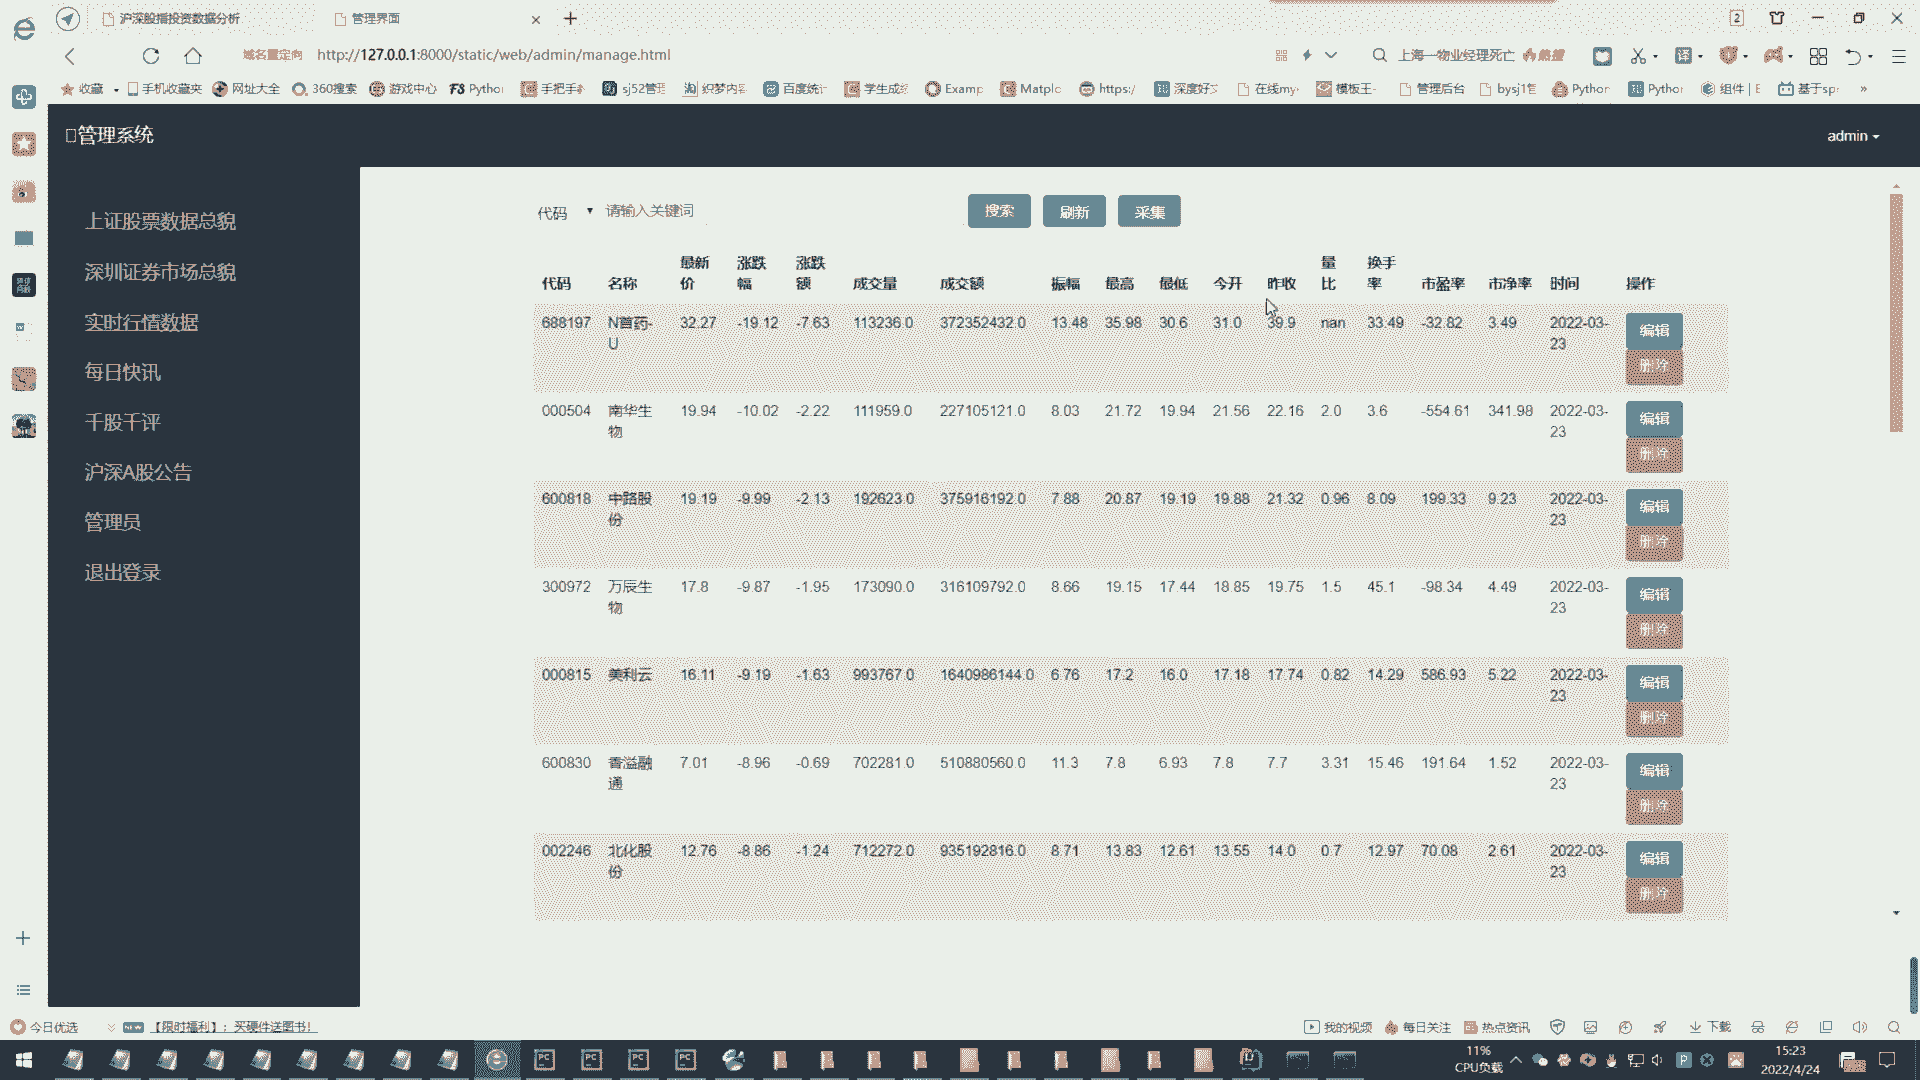 沪深股指投资数据分析
管理界面
2
域名重定向 http://127.0.0.1:8000/static/web/admin/manage.html
上海一物业经理死亡
热搜
收藏 手机收藏夹 网址大全 360搜索 游戏中心 Pytho 手把手 sj52管理 织梦内容 百度统计 学生成绩 Examp Matplo https:/ 深度好文 在线my 模板王- 管理后台 bysj1管 Python Pytho 组件 | E 基于spr »
管理系统
admin
上证股票数据总貌
深圳证券市场总貌
实时行情数据
每日快讯
千股千评
沪深A股公告
管理员
退出登录
代码 请输入关键词 搜索 刷新 采集
代码 名称 最新价 涨跌幅 涨跌额 成交量 成交额 振幅 最高 最低 今开 昨收 量比 换手率 市盈率 市净率 时间 操作
688197 N首药-U 32.27 -19.12 -7.63 113236.0 372352432.0 13.48 35.98 30.6 31.0 39.9 nan 33.49 -32.82 3.49 2022-03-23 编辑 删除
000504 南华生物 19.94 -10.02 -2.22 111959.0 227105121.0 8.03 21.72 19.94 21.56 22.16 2.0 3.6 -554.61 341.98 2022-03-23 编辑 删除
600818 中路股份 19.19 -9.99 -2.13 192623.0 375916192.0 7.88 20.87 19.19 19.88 21.32 0.96 8.09 199.33 9.23 2022-03-23 编辑 删除
300972 万辰生物 17.8 -9.87 -1.95 173090.0 316109792.0 8.66 19.15 17.44 18.85 19.75 1.5 45.1 -98.34 4.49 2022-03-23 编辑 删除
000815 美利云 16.11 -9.19 -1.63 993767.0 1640986144.0 6.76 17.2 16.0 17.18 17.74 0.82 14.29 586.93 5.22 2022-03-23 编辑 删除
600830 香溢融通 7.01 -8.96 -0.69 702281.0 510880560.0 11.3 7.8 6.93 7.8 7.7 3.31 15.46 191.64 1.52 2022-03-23 编辑 删除
002246 北化股份 12.76 -8.86 -1.24 712272.0 935192816.0 8.71 13.83 12.61 13.55 14.0 0.7 12.97 70.08 2.61 2022-03-23 编辑 删除
今日优选 NEW 【限时福利】：买硬件送图书！
我的视频 每日关注 热点资讯 下载
11%
CPU负载
15:23
2022/4/24